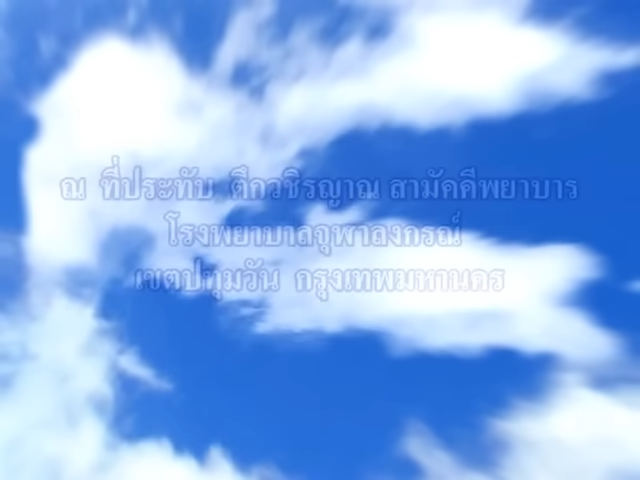 ณ ที่ประทับ ตึกวชิรญาณ สามัคคีพยาบาร
โรงพยาบาลจุฬาลงกรณ์
เขตปทุมวัน กรุงเทพมหานคร